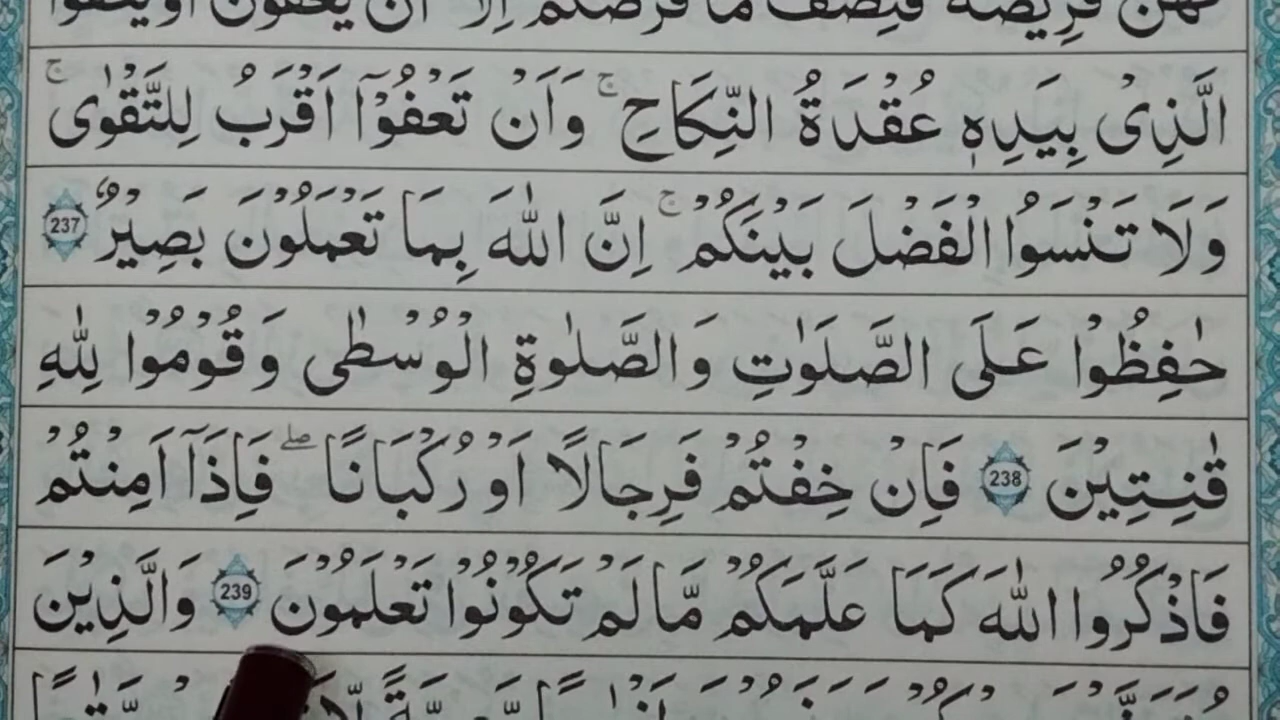 فَرِيْضَةً فَنِصْفُ مَا فَرَضْتُمْ اِلَّاۤ اَنْ يَّعْفُوْنَ اَوْ يَعْفُوَا
الَّذِىْ بِيَدِهٖ عُقْدَةُ النِّكَاحِ ۚ وَاَنْ تَعْفُوْۤا اَقْرَبُ لِلتَّقْوٰى ۚ
وَلَا تَنْسَوُا الْفَضْلَ بَيْنَكُمْ ۚ اِنَّ اللّٰهَ بِمَا تَعْمَلُوْنَ بَصِيْرٌۢ 237
حٰفِظُوْا عَلَى الصَّلَوٰتِ وَالصَّلٰوةِ الْوُسْطٰى وَقُوْمُوْا لِلّٰهِ
قٰنِتِيْنَ 238 فَاِنْ خِفْتُمْ فَرِجَالًا اَوْ رُكْبَانًا ۖ فَاِذَاۤ اَمِنْتُمْ
فَاذْكُرُوا اللّٰهَ كَمَا عَلَّمَكُمْ مَّا لَمْ تَكُوْنُوْا تَعْلَمُوْنَ 239 وَالَّذِيْنَ